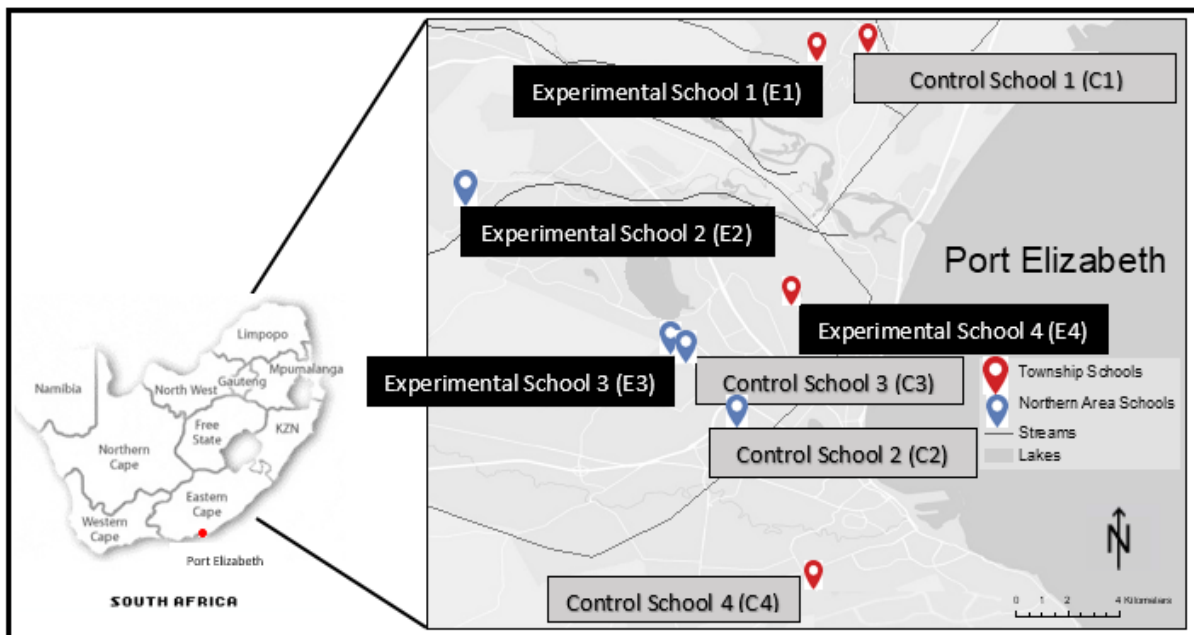 Limpopo
Mpumalanga
Gauteng
North West
Namibia
Free
State
KZN
Northern
Cape
Eastern
Cape
Western
Cape
Port Elizabeth
SOUTH AFRICA
Experimental School 1 (E1)
Control School 1 (C1)
Experimental School 2 (E2)
Port Elizabeth
Experimental School 4 (E4)
Experimental School 3 (E3)
Control School 3 (C3)
Control School 2 (C2)
Control School 4 (C4)
Township Schools
Northern Area Schools
Streams
Lakes
N
0 1 2 4 Kilometers